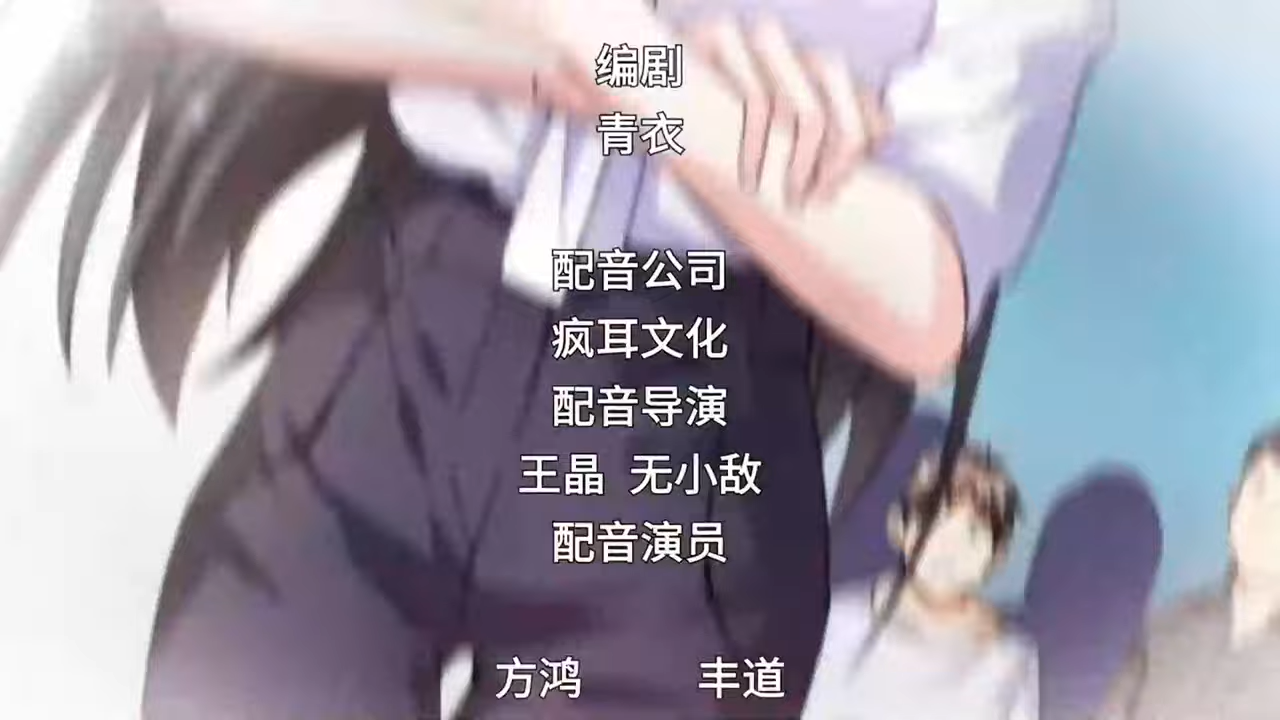 编剧
青衣
配音公司
疯耳文化
配音导演
王晶 无小敌
配音演员
方鸿 丰道